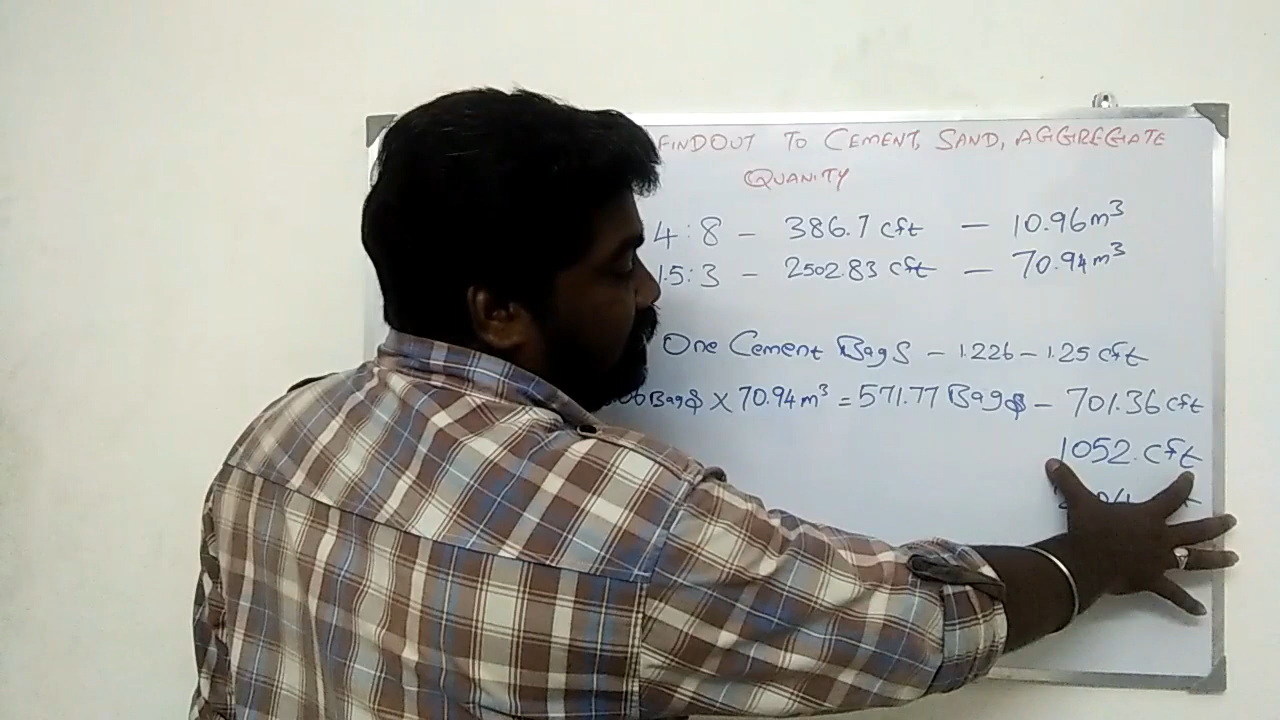 FINDOUT TO CEMENT, SAND, AGGREGATE
QUANITY
4:8 - 386.7 cft - 10.96m³
1.5:3 - 2502.83 cft - 70.94m³
One Cement BagS - 1.226 - 1.25 cft
Bags × 70.94m³ = 571.77 Bags - 701.36 cft
1052. cft